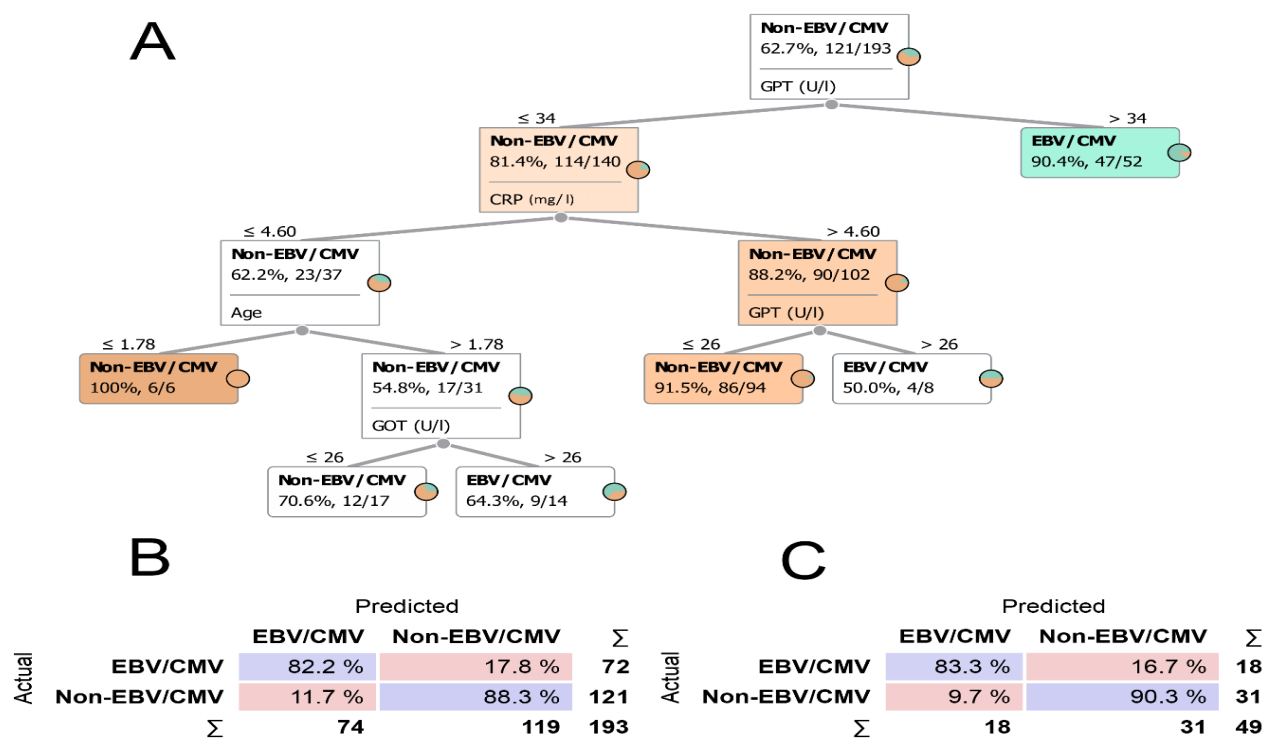 A
Non-EBV/CMV
62.7%, 121/193
GPT (U/l)
≤ 34
> 34
Non-EBV/CMV
81.4%, 114/140
CRP (mg/l)
EBV/CMV
90.4%, 47/52
≤ 4.60
> 4.60
Non-EBV/CMV
62.2%, 23/37
Age
Non-EBV/CMV
88.2%, 90/102
GPT (U/l)
≤ 1.78
> 1.78
≤ 26
> 26
Non-EBV/CMV
100%, 6/6
Non-EBV/CMV
54.8%, 17/31
GOT (U/l)
Non-EBV/CMV
91.5%, 86/94
EBV/CMV
50.0%, 4/8
≤ 26
> 26
Non-EBV/CMV
70.6%, 12/17
EBV/CMV
64.3%, 9/14
B
Predicted
EBV/CMV Non-EBV/CMV Σ
Actual
EBV/CMV 82.2 % 17.8 % 72
Non-EBV/CMV 11.7 % 88.3 % 121
Σ 74 119 193
C
Predicted
EBV/CMV Non-EBV/CMV Σ
Actual
EBV/CMV 83.3 % 16.7 % 18
Non-EBV/CMV 9.7 % 90.3 % 31
Σ 18 31 49